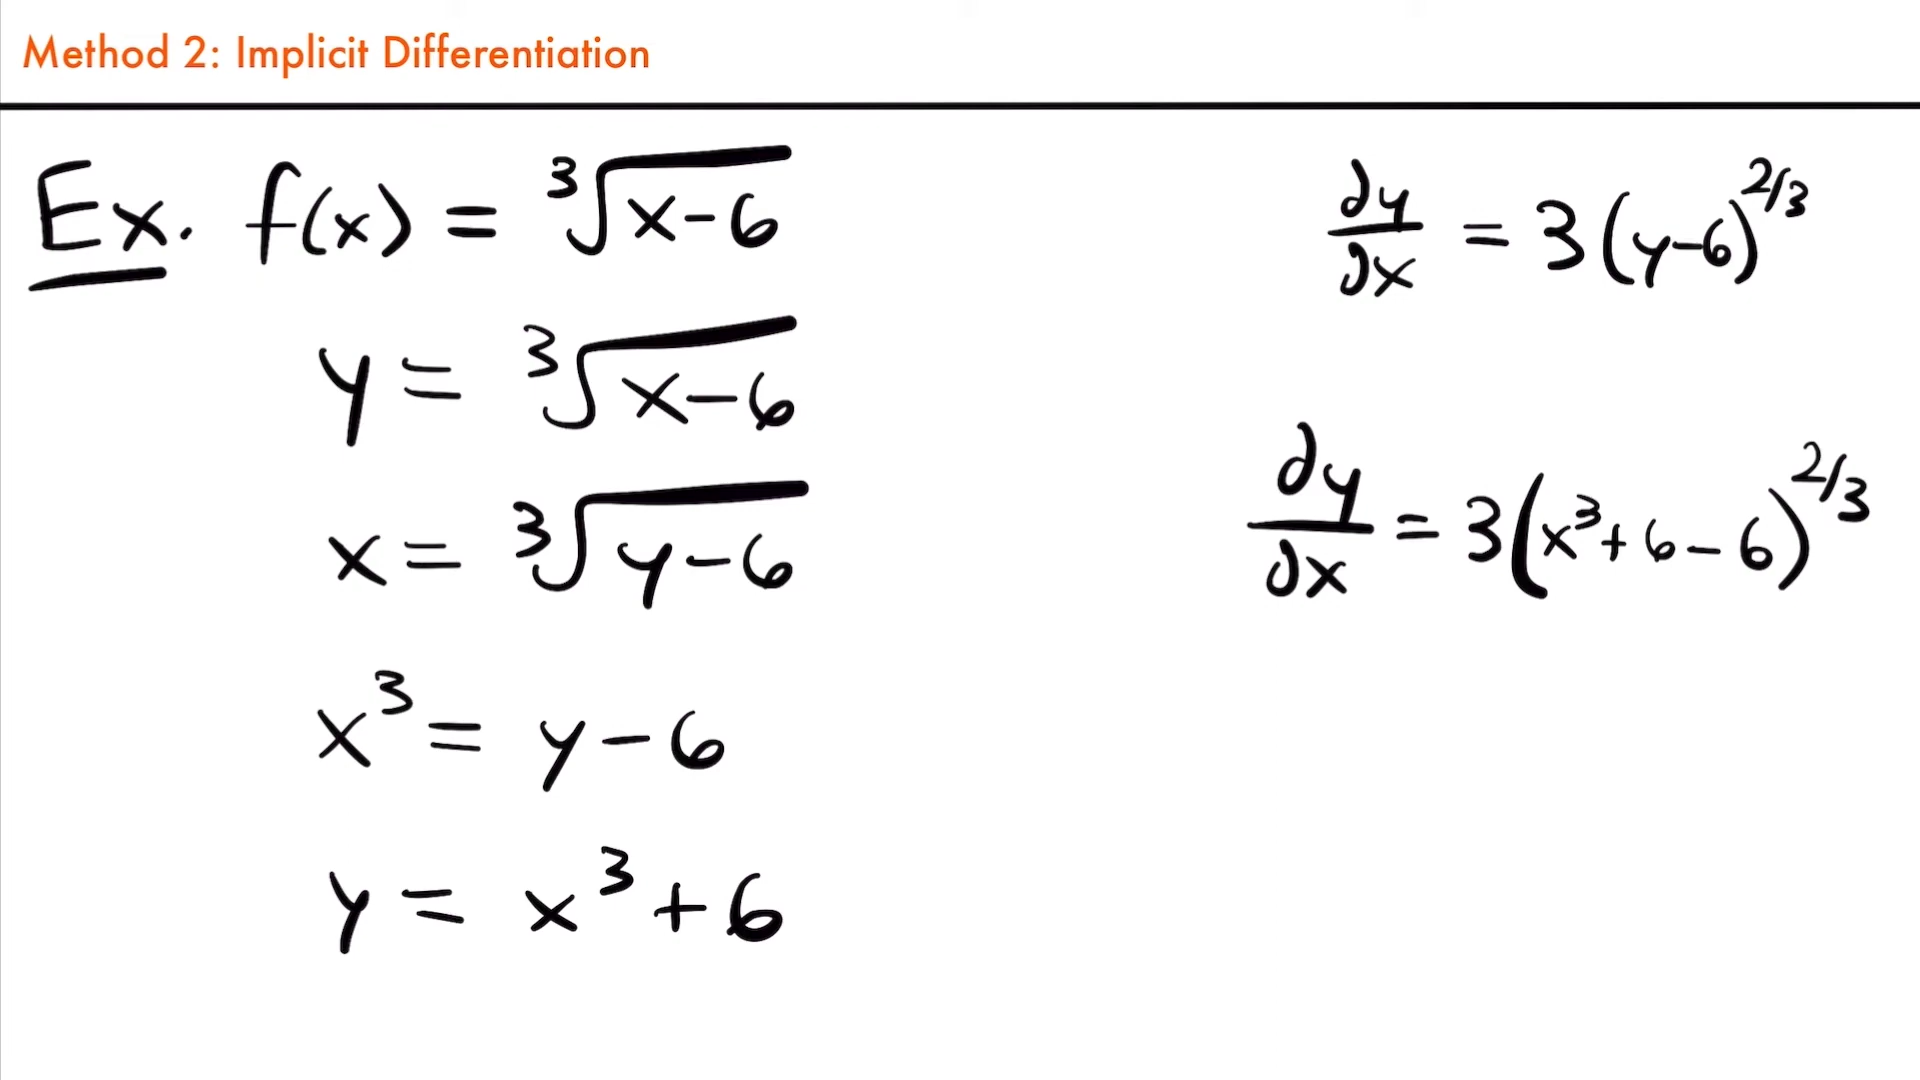 Method 2: Implicit Differentiation
Ex. f(x) = ³√(x-6)
y = ³√(x-6)
x = ³√(y-6)
x³ = y-6
y = x³+6
∂y/∂x = 3(y-6)^2/3
∂y/∂x = 3(x³+6-6)^2/3